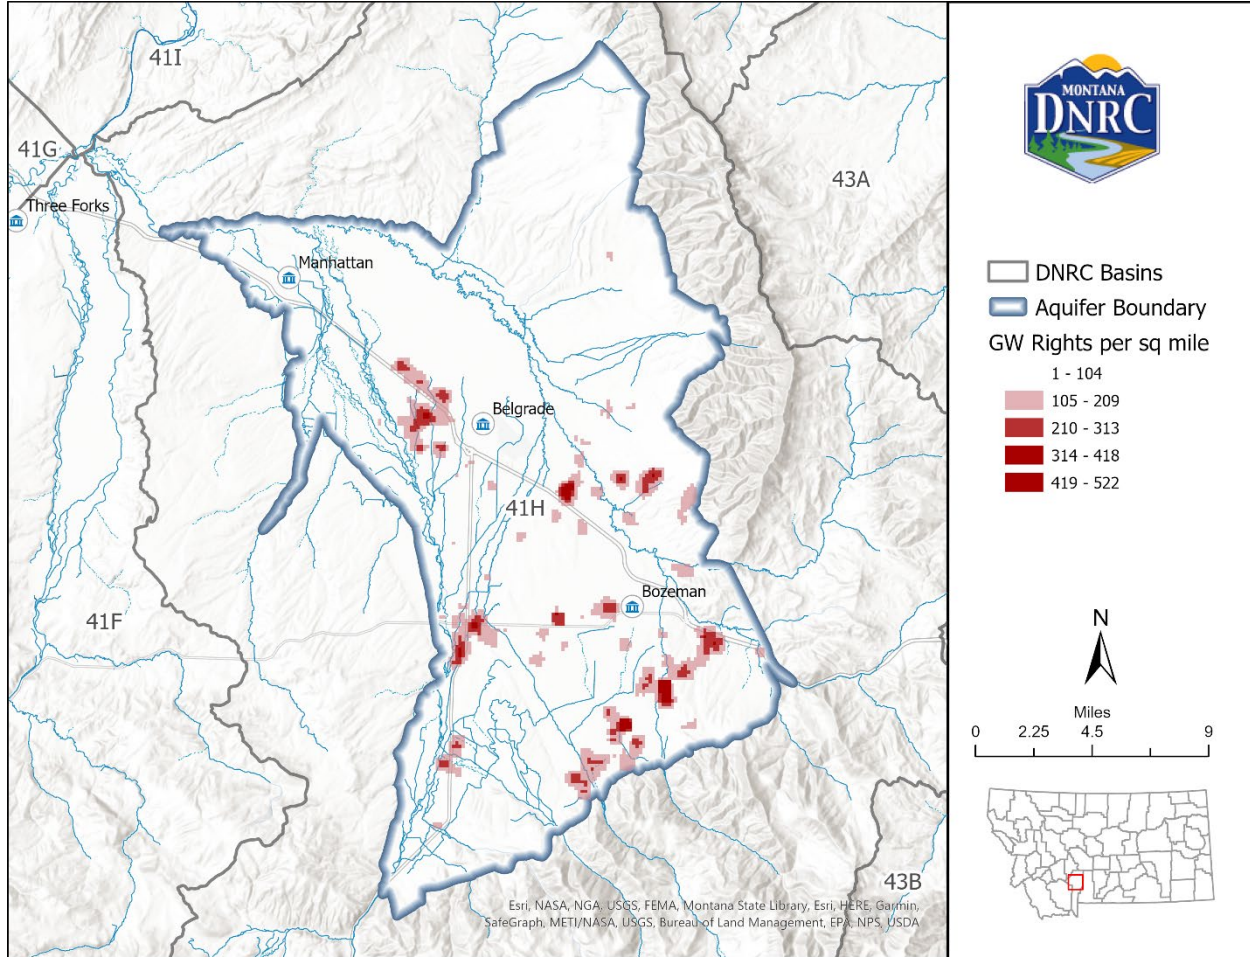 41I
41G
Three Forks
43A
Manhattan
Belgrade
41H
Bozeman
41F
43B
Esri, NASA, NGA, USGS, FEMA, Montana State Library, Esri, HERE, Garmin,
SafeGraph, METI/NASA, USGS, Bureau of Land Management, EPA, NPS, USDA
MONTANA
DNRC
DNRC Basins
Aquifer Boundary
GW Rights per sq mile
1 - 104
105 - 209
210 - 313
314 - 418
419 - 522
N
Miles
0 2.25 4.5 9